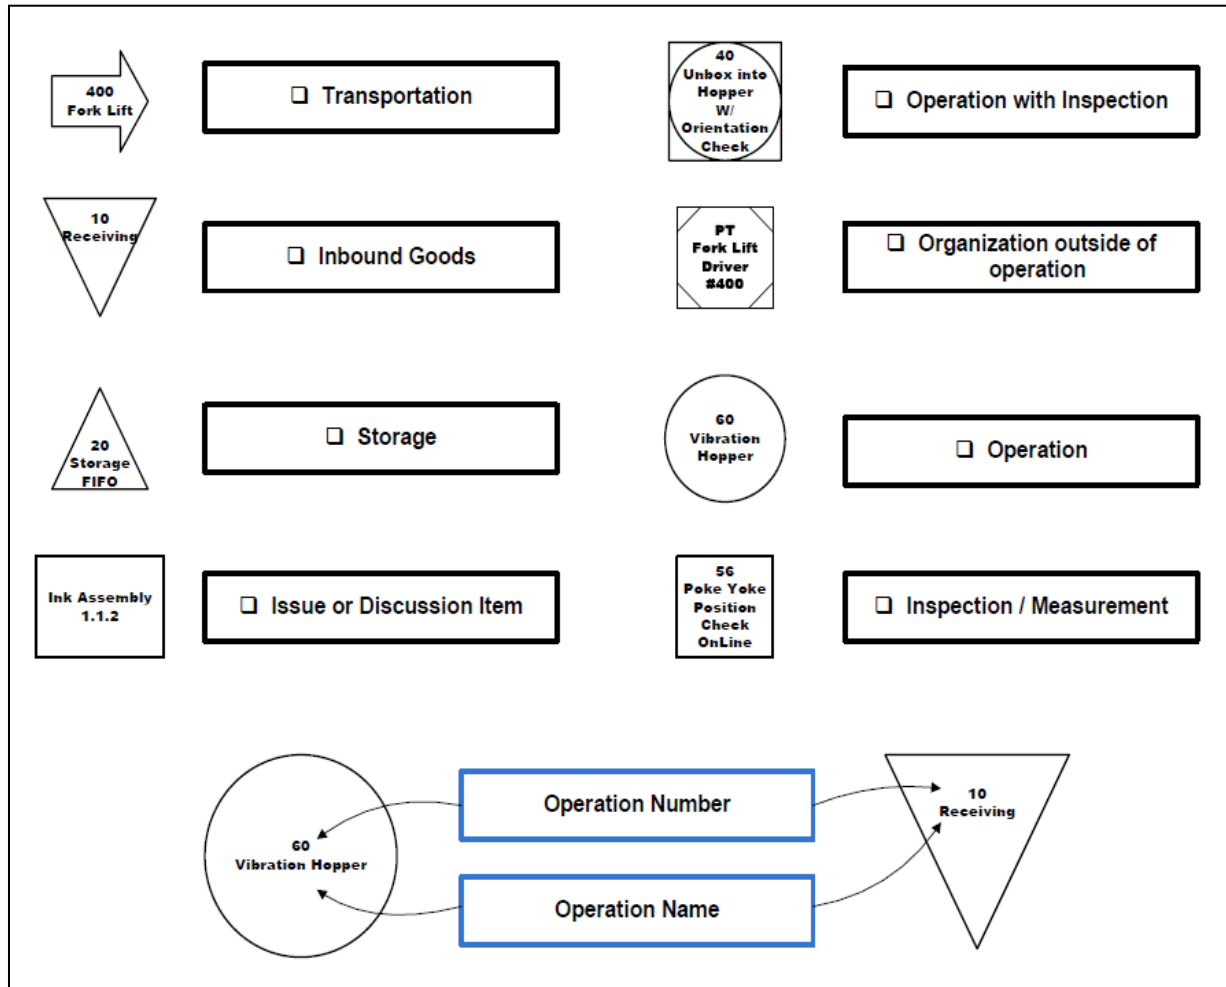 400
Fork Lift
❑ Transportation
40
Unbox into
Hopper
W/
Orientation
Check
❑ Operation with Inspection
10
Receiving
❑ Inbound Goods
PT
Fork Lift
Driver
#400
❑ Organization outside of
operation
20
Storage
FIFO
❑ Storage
60
Vibration
Hopper
❑ Operation
Ink Assembly
1.1.2
❑ Issue or Discussion Item
56
Poke Yoke
Position
Check
OnLine
❑ Inspection / Measurement
60
Vibration Hopper
Operation Number
Operation Name
10
Receiving